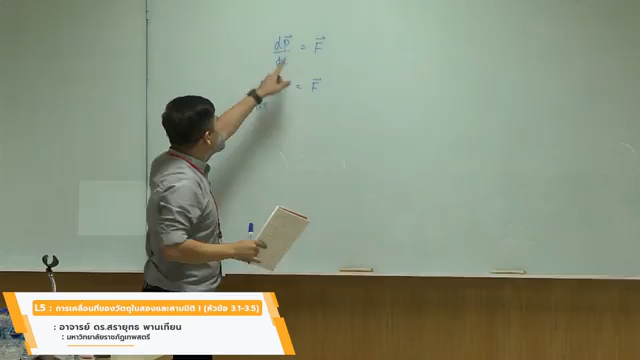 dp⃗/dt = F⃗
= F⃗
L5 : การเคลื่อนที่ของวัตถุในสองและสามมิติ I (หัวข้อ 3.1-3.5)
: อาจารย์ ดร.สรายุทธ พานเทียน
: มหาวิทยาลัยราชภัฏเทพสตรี